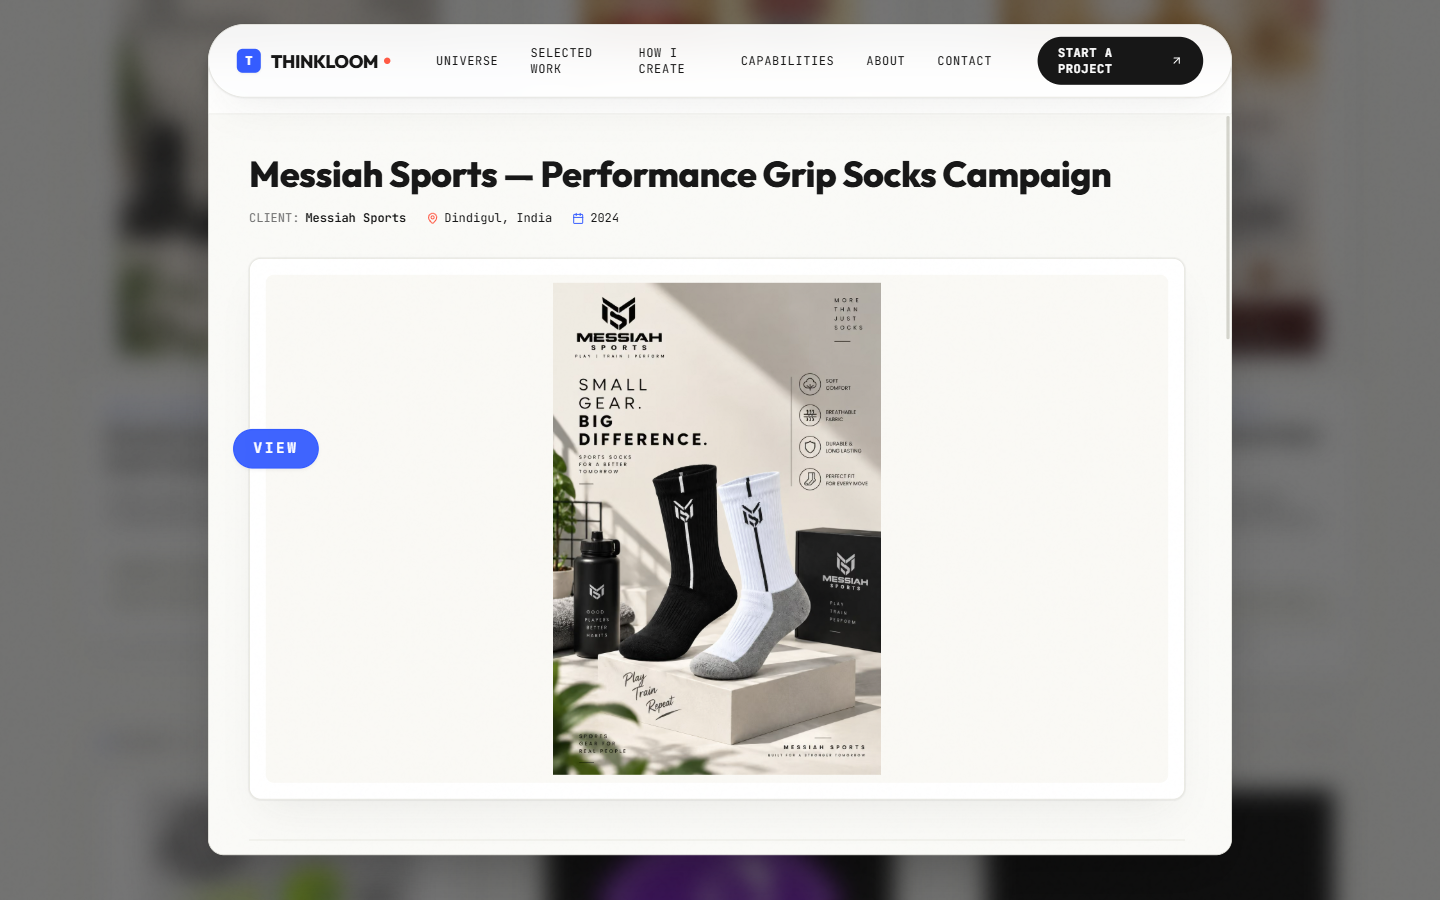 T THINKLOOM
UNIVERSE
SELECTED
WORK
HOW I
CREATE
CAPABILITIES
ABOUT
CONTACT
START A
PROJECT
Messiah Sports — Performance Grip Socks Campaign
CLIENT: Messiah Sports
Dindigul, India
2024
VIEW
MESSIAH
SPORTS
PLAY | TRAIN | PERFORM
MORE
THAN
JUST
SOCKS
SMALL
GEAR.
BIG
DIFFERENCE.
SPORTS SOCKS
FOR A BETTER
TOMORROW
SOFT
COMFORT
BREATHABLE
FABRIC
DURABLE &
LONG LASTING
PERFECT FIT
FOR EVERY MOVE
GOOD
PLAYERS
BETTER
HABITS
MESSIAH
SPORTS
PLAY
TRAIN
PERFORM
Play
Train
Repeat
SPORTS
GEAR FOR
REAL PEOPLE
MESSIAH SPORTS
BUILT FOR A STRONGER TOMORROW